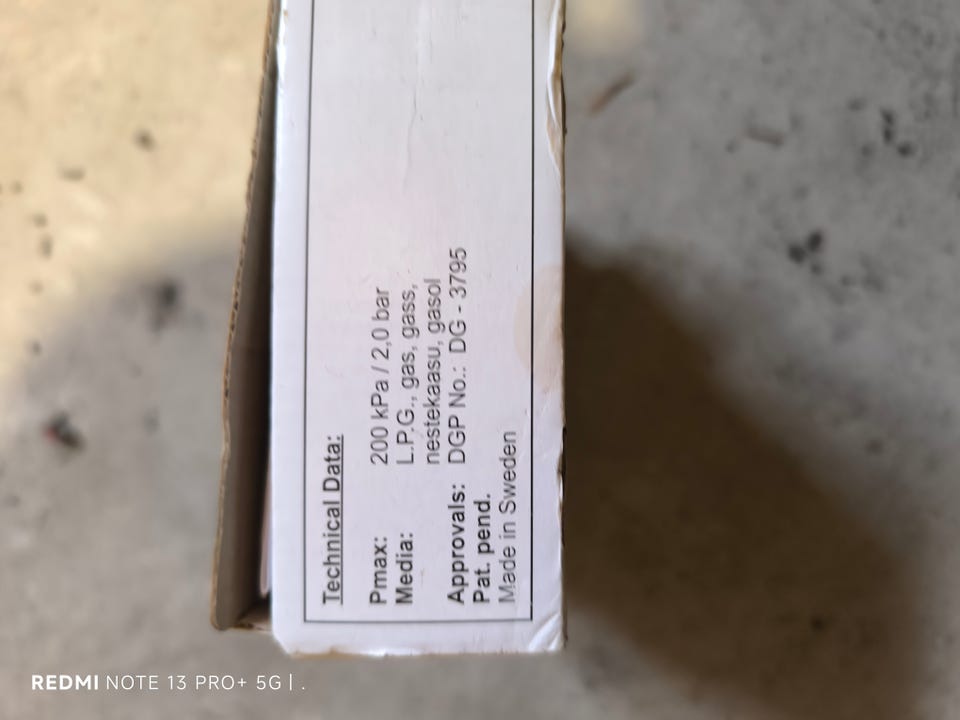 Technical Data:
Pmax: 200 kPa / 2,0 bar
Media: L.P.G., gas, gass,
nestekaasu, gasol
Approvals: DGP No.: DG - 3795
Pat. pend.
Made in Sweden
REDMI NOTE 13 PRO+ 5G | .